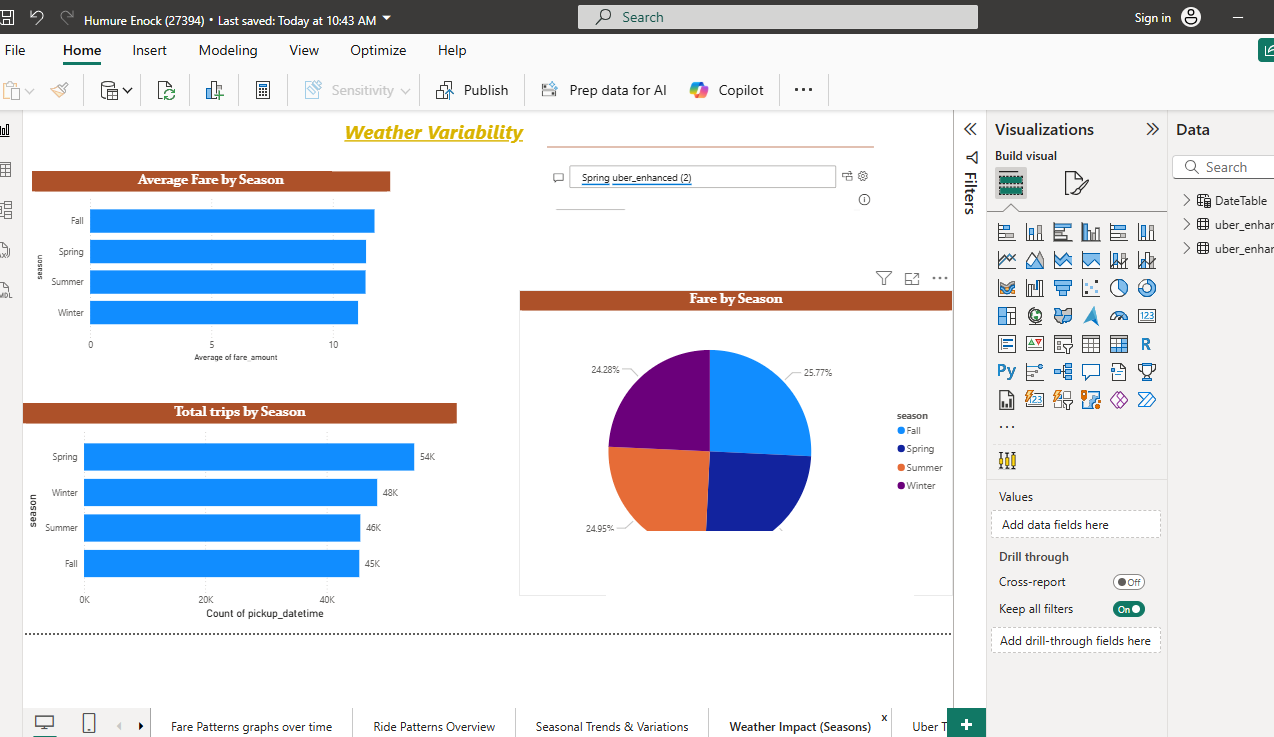 Humure Enock (27394) • Last saved: Today at 10:43 AM
Search
Sign in
File
Home
Insert
Modeling
View
Optimize
Help
Sensitivity
Publish
Prep data for AI
Copilot
Weather Variability
Average Fare by Season
season
Fall
Spring
Summer
Winter
0
5
10
Average of fare_amount
Spring uber_enhanced (2)
Total trips by Season
season
Spring
54K
Winter
48K
Summer
46K
Fall
45K
0K
20K
40K
Count of pickup_datetime
Fare by Season
24.28%
25.77%
24.95%
season
Fall
Spring
Summer
Winter
Filters
Visualizations
Build visual
123
R
Py
123
Values
Add data fields here
Drill through
Cross-report
Off
Keep all filters
On
Add drill-through fields here
Data
Search
DateTable
uber_enhan
uber_enhan
Fare Patterns graphs over time
Ride Patterns Overview
Seasonal Trends & Variations
Weather Impact (Seasons)
x
Uber T
+